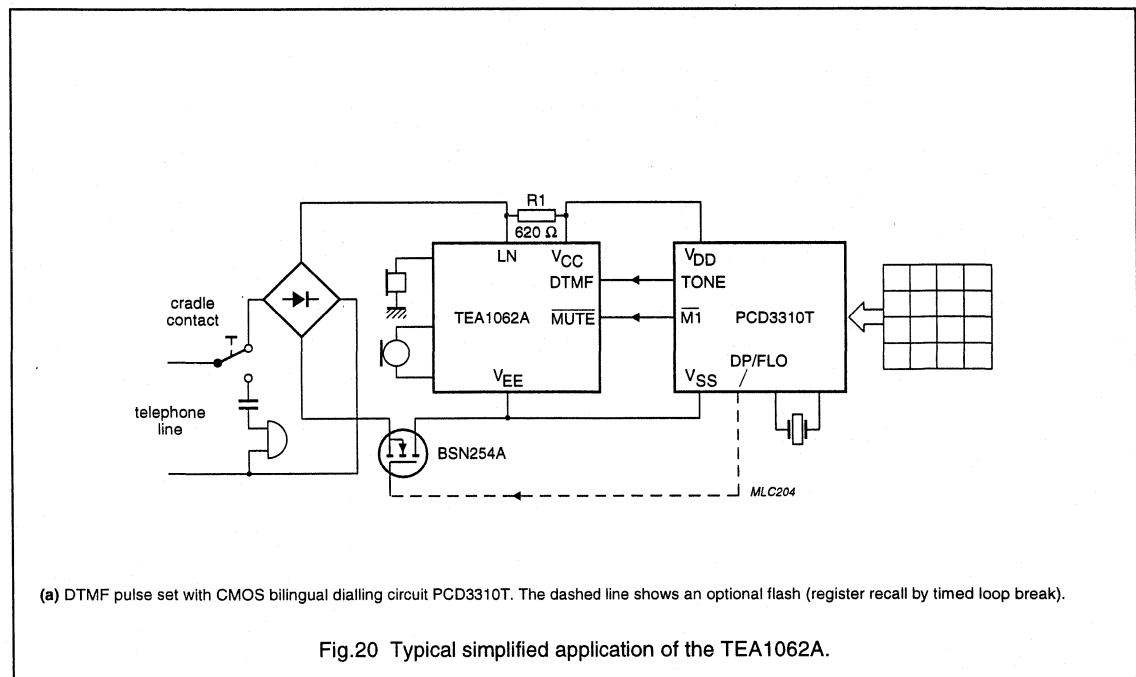 R1
620 Ω
LN
VCC
VDD
DTMF
TONE
cradle
contact
TEA1062A
MUTE
M1
PCD3310T
DP/FLO
VEE
VSS
telephone
line
BSN254A
MLC204
(a) DTMF pulse set with CMOS bilingual dialling circuit PCD3310T. The dashed line shows an optional flash (register recall by timed loop break).
Fig.20 Typical simplified application of the TEA1062A.